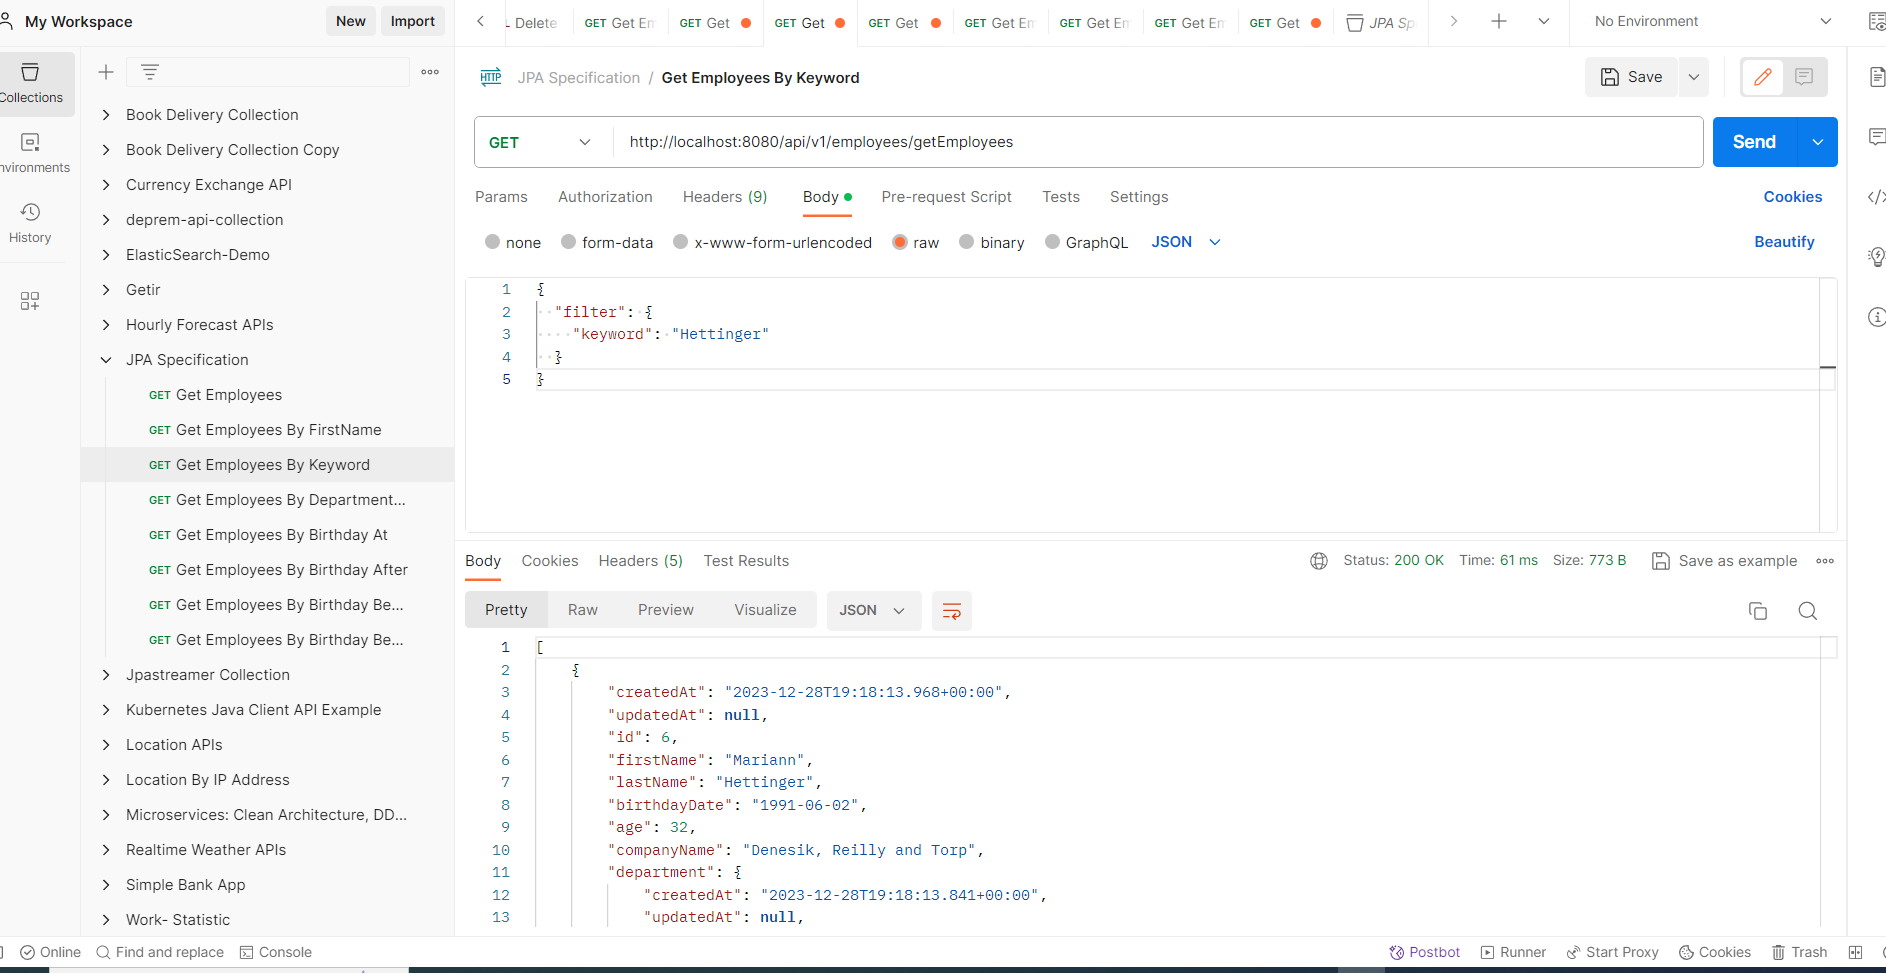 My Workspace
New
Import
Delete
GET Get Em
GET Get
GET Get
GET Get
GET Get Em
GET Get Em
GET Get Em
GET Get
JPA Sp
No Environment
Collections
nvironments
History
Book Delivery Collection
Book Delivery Collection Copy
Currency Exchange API
deprem-api-collection
ElasticSearch-Demo
Getir
Hourly Forecast APIs
JPA Specification
GET Get Employees
GET Get Employees By FirstName
GET Get Employees By Keyword
GET Get Employees By Department...
GET Get Employees By Birthday At
GET Get Employees By Birthday After
GET Get Employees By Birthday Be...
GET Get Employees By Birthday Be...
Jpastreamer Collection
Kubernetes Java Client API Example
Location APIs
Location By IP Address
Microservices: Clean Architecture, DD...
Realtime Weather APIs
Simple Bank App
Work- Statistic
HTTP JPA Specification / Get Employees By Keyword
Save
GET http://localhost:8080/api/v1/employees/getEmployees
Send
Params Authorization Headers (9) Body Pre-request Script Tests Settings
Cookies
none form-data x-www-form-urlencoded raw binary GraphQL JSON
Beautify
1 {
2 "filter": {
3 "keyword": "Hettinger"
4 }
5 }
Body Cookies Headers (5) Test Results
Status: 200 OK Time: 61 ms Size: 773 B Save as example
Pretty Raw Preview Visualize JSON
1 [
2 {
3 "createdAt": "2023-12-28T19:18:13.968+00:00",
4 "updatedAt": null,
5 "id": 6,
6 "firstName": "Mariann",
7 "lastName": "Hettinger",
8 "birthdayDate": "1991-06-02",
9 "age": 32,
10 "companyName": "Denesik, Reilly and Torp",
11 "department": {
12 "createdAt": "2023-12-28T19:18:13.841+00:00",
13 "updatedAt": null,
Online Find and replace Console
Postbot Runner Start Proxy Cookies Trash